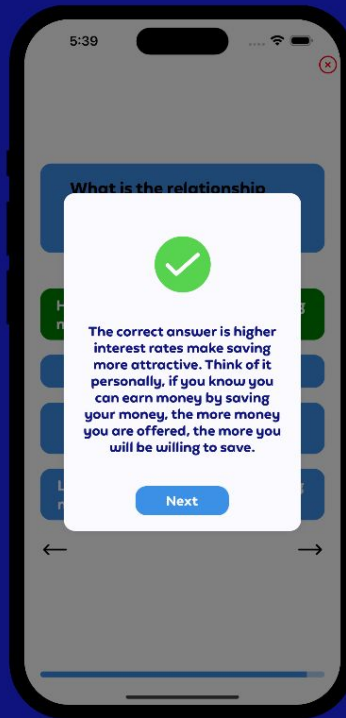 5:39
What is the relationship
The correct answer is higher
interest rates make saving
more attractive. Think of it
personally, if you know you
can earn money by saving
your money, the more money
you are offered, the more you
will be willing to save.
Next